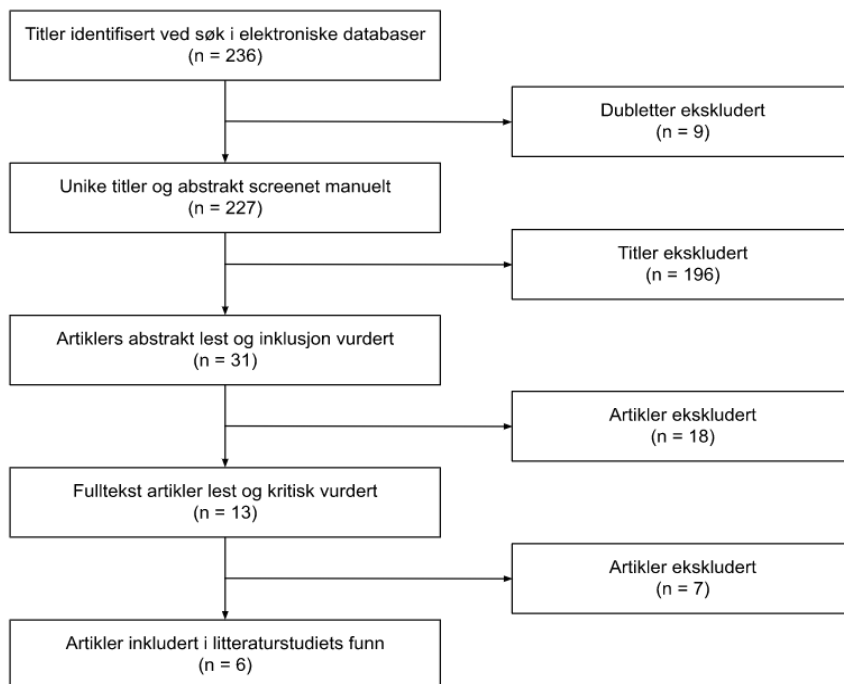 Titler identifisert ved søk i elektroniske databaser
(n = 236)
Dubletter ekskludert
(n = 9)
Unike titler og abstrakt screenet manuelt
(n = 227)
Titler ekskludert
(n = 196)
Artiklers abstrakt lest og inklusjon vurdert
(n = 31)
Artikler ekskludert
(n = 18)
Fulltekst artikler lest og kritisk vurdert
(n = 13)
Artikler ekskludert
(n = 7)
Artikler inkludert i litteraturstudiets funn
(n = 6)